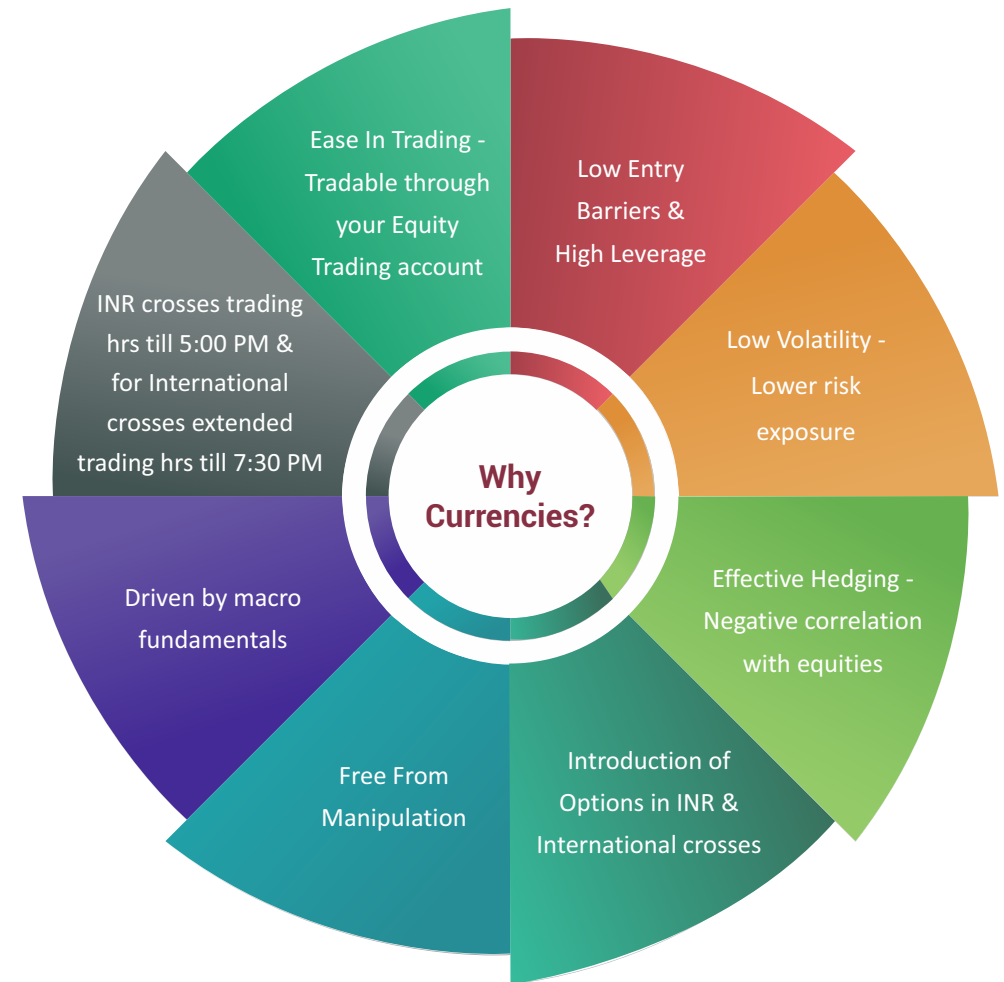 Why
Currencies?
Low Entry
Barriers &
High Leverage
Low Volatility -
Lower risk
exposure
Effective Hedging -
Negative correlation
with equities
Introduction of
Options in INR &
International crosses
Free From
Manipulation
Driven by macro
fundamentals
INR crosses trading
hrs till 5:00 PM &
for International
crosses extended
trading hrs till 7:30 PM
Ease In Trading -
Tradable through
your Equity
Trading account